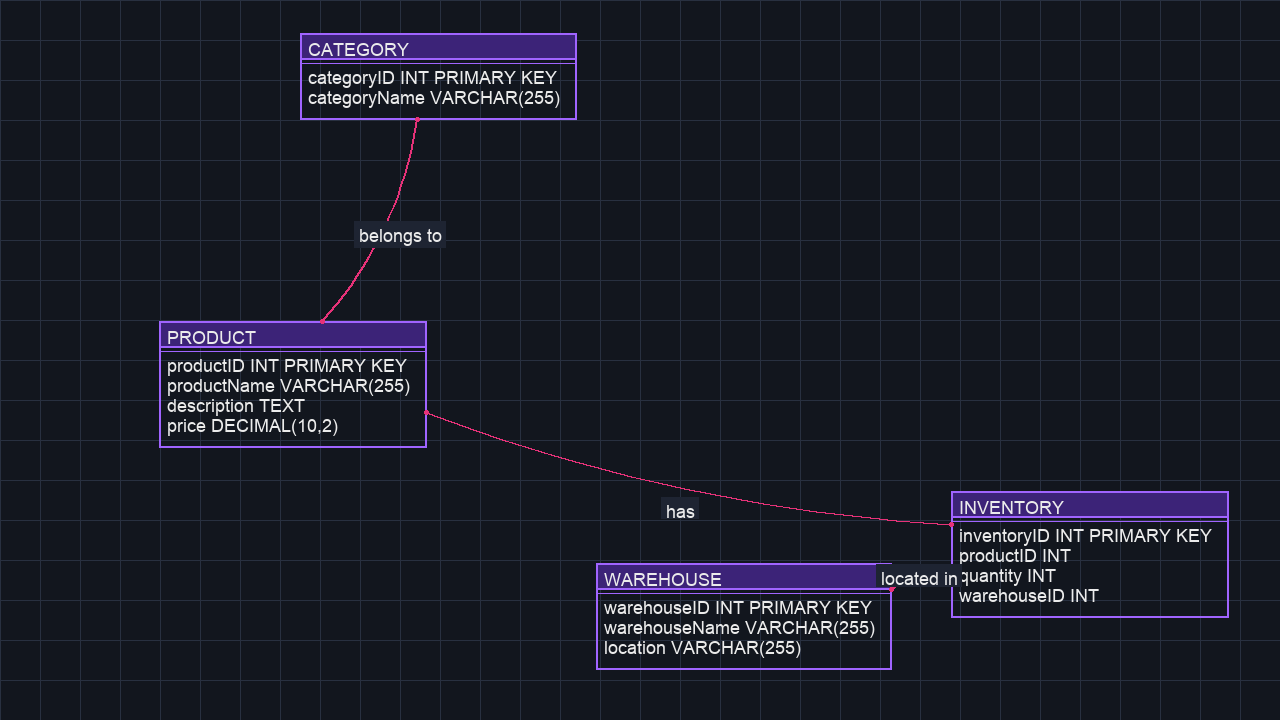 CATEGORY
categoryID INT PRIMARY KEY
categoryName VARCHAR(255)
belongs to
PRODUCT
productID INT PRIMARY KEY
productName VARCHAR(255)
description TEXT
price DECIMAL(10,2)
has
INVENTORY
inventoryID INT PRIMARY KEY
productID INT
quantity INT
warehouseID INT
located in
WAREHOUSE
warehouseID INT PRIMARY KEY
warehouseName VARCHAR(255)
location VARCHAR(255)